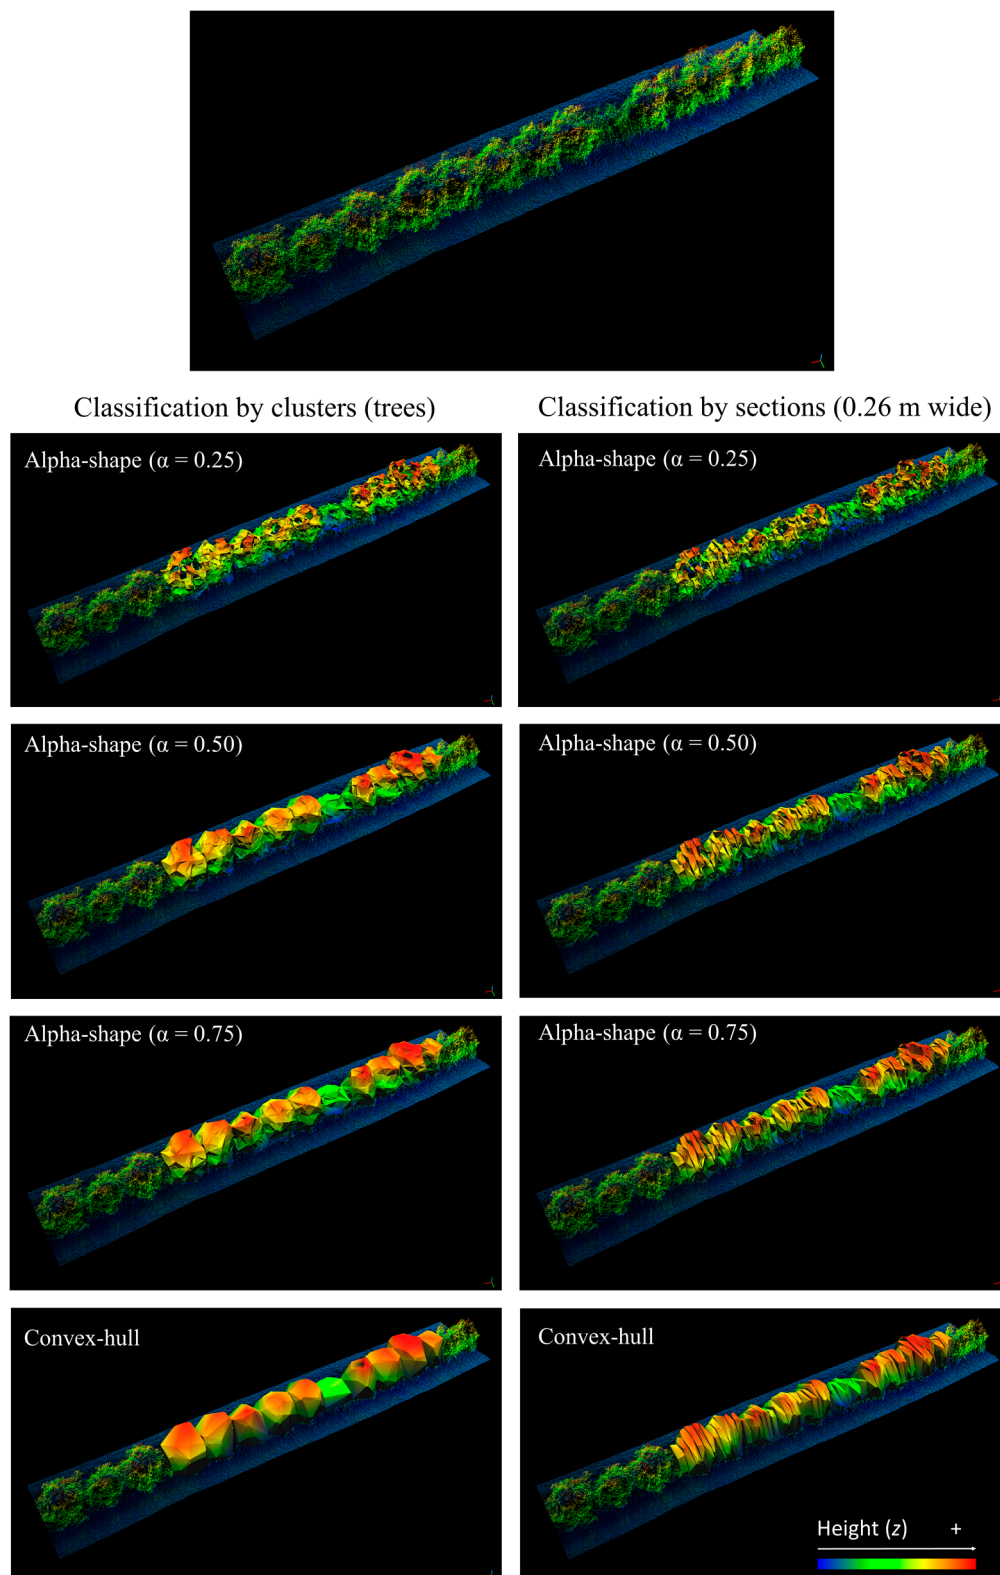 Classification by clusters (trees)
Classification by sections (0.26 m wide)
Alpha-shape (α = 0.25)
Alpha-shape (α = 0.25)
Alpha-shape (α = 0.50)
Alpha-shape (α = 0.50)
Alpha-shape (α = 0.75)
Alpha-shape (α = 0.75)
Convex-hull
Convex-hull
Height (z) +